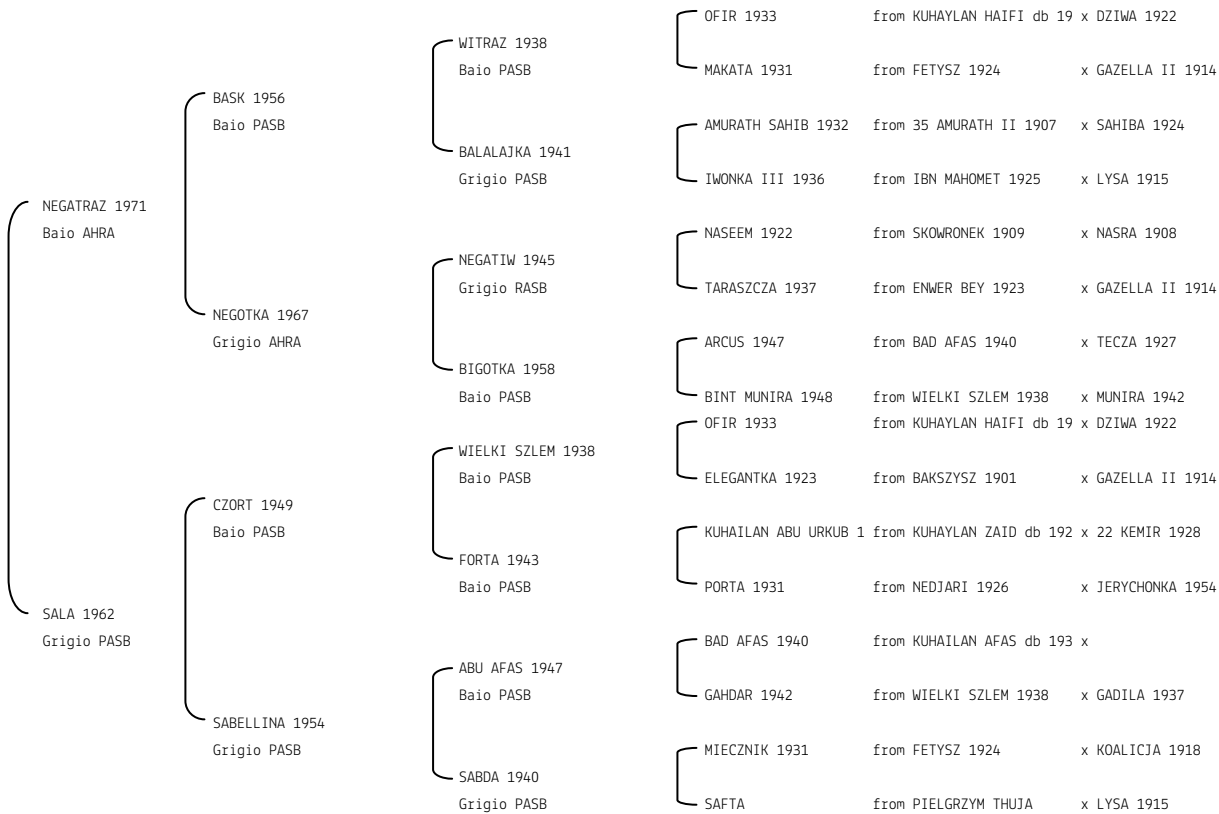 OFIR 1933 from KUHAYLAN HAIFI db 19 x DZIWA 1922
WITRAZ 1938
Baio PASB
MAKATA 1931 from FETYSZ 1924 x GAZELLA II 1914
BASK 1956
Baio PASB
AMURATH SAHIB 1932 from 35 AMURATH II 1907 x SAHIBA 1924
BALALAJKA 1941
Grigio PASB
IWONKA III 1936 from IBN MAHOMET 1925 x LYSA 1915
NEGATRAZ 1971
Baio AHRA
NASEEM 1922 from SKOWRONEK 1909 x NASRA 1908
NEGATIW 1945
Grigio RASB
TARASZCZA 1937 from ENWER BEY 1923 x GAZELLA II 1914
NEGOTKA 1967
Grigio AHRA
ARCUS 1947 from BAD AFAS 1940 x TECZA 1927
BIGOTKA 1958
Baio PASB
BINT MUNIRA 1948 from WIELKI SZLEM 1938 x MUNIRA 1942
OFIR 1933 from KUHAYLAN HAIFI db 19 x DZIWA 1922
WIELKI SZLEM 1938
Baio PASB
ELEGANTKA 1923 from BAKSZYSZ 1901 x GAZELLA II 1914
CZORT 1949
Baio PASB
KUHAILAN ABU URKUB 1 from KUHAYLAN ZAID db 192 x 22 KEMIR 1928
FORTA 1943
Baio PASB
PORTA 1931 from NEDJARI 1926 x JERYCHONKA 1954
SALA 1962
Grigio PASB
BAD AFAS 1940 from KUHAILAN AFAS db 193 x
ABU AFAS 1947
Baio PASB
GAHDAR 1942 from WIELKI SZLEM 1938 x GADILA 1937
SABELLINA 1954
Grigio PASB
MIECZNIK 1931 from FETYSZ 1924 x KOALICJA 1918
SABDA 1940
Grigio PASB
SAFTA from PIELGRZYM THUJA x LYSA 1915